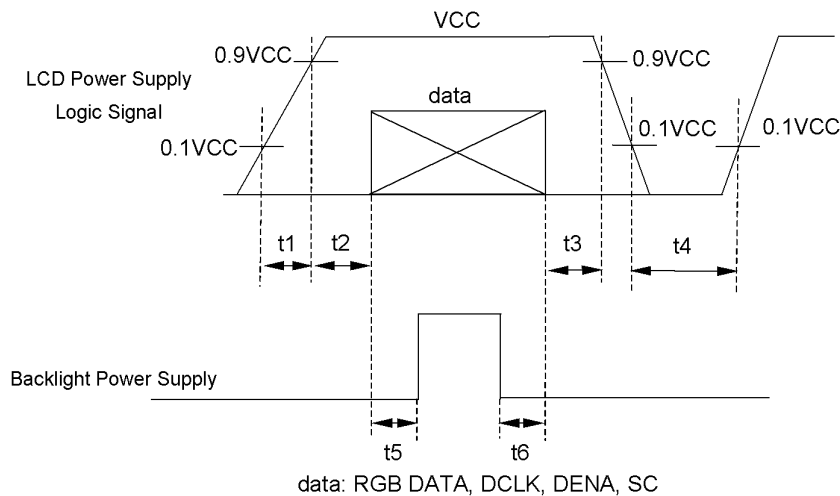 VCC
0.9VCC
0.9VCC
LCD Power Supply
Logic Signal
data
0.1VCC
0.1VCC
0.1VCC
t1
t2
t3
t4
Backlight Power Supply
t5
t6
data: RGB DATA, DCLK, DENA, SC